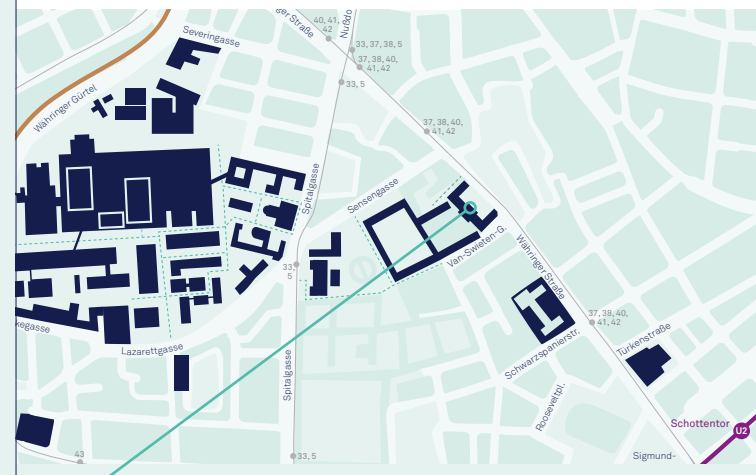 40, 41,
42
ger Straße
Nußdo
Severingasse
33, 37, 38, 5
37, 38, 40,
41, 42
33, 5
Währinger Gürtel
37, 38, 40,
41, 42
Spitalgasse
Sensengasse
Van-Swieten-G.
Währinger Straße
33,
5
37, 38, 40,
41, 42
kegasse
Lazarettgasse
Türkenstraße
Schwarzspanierstr.
Spitalgasse
Rooseveltpl.
Schottentor
U2
43
33, 5
Sigmund-